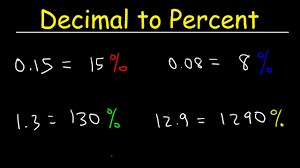 Decimal to Percent
0.15 = 15% 0.08 = 8%
1.3 = 130% 12.9 = 1290%